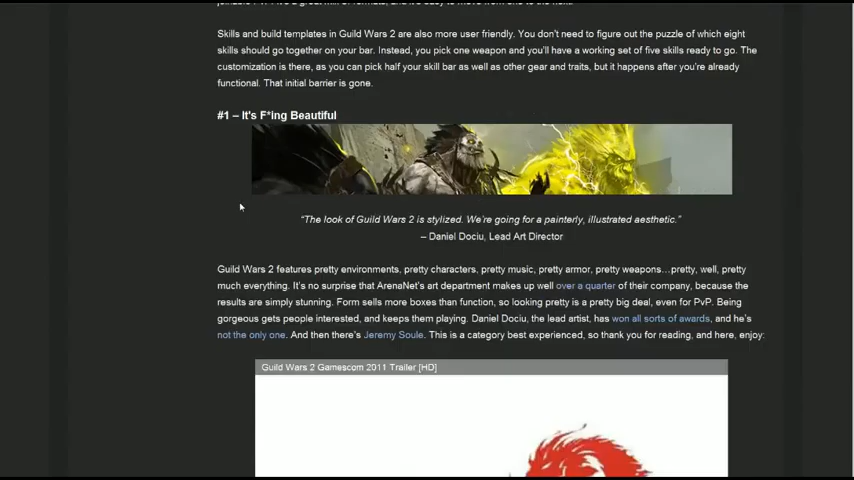 Skills and build templates in Guild Wars 2 are also more user friendly. You don't need to figure out the puzzle of which eight
skills should go together on your bar. Instead, you pick one weapon and you'll have a working set of five skills ready to go. The
customization is there, as you can pick half your skill bar as well as other gear and traits, but it happens after you're already
functional. That initial barrier is gone.
#1 – It's F*ing Beautiful
“The look of Guild Wars 2 is stylized. We're going for a painterly, illustrated aesthetic.”
– Daniel Dociu, Lead Art Director
Guild Wars 2 features pretty environments, pretty characters, pretty music, pretty armor, pretty weapons…pretty, well, pretty
much everything. It's no surprise that ArenaNet's art department makes up well over a quarter of their company, because the
results are simply stunning. Form sells more boxes than function, so looking pretty is a pretty big deal, even for PvP. Being
gorgeous gets people interested, and keeps them playing. Daniel Dociu, the lead artist, has won all sorts of awards, and he's
not the only one. And then there's Jeremy Soule. This is a category best experienced, so thank you for reading, and here, enjoy:
Guild Wars 2 Gamescom 2011 Trailer [HD]